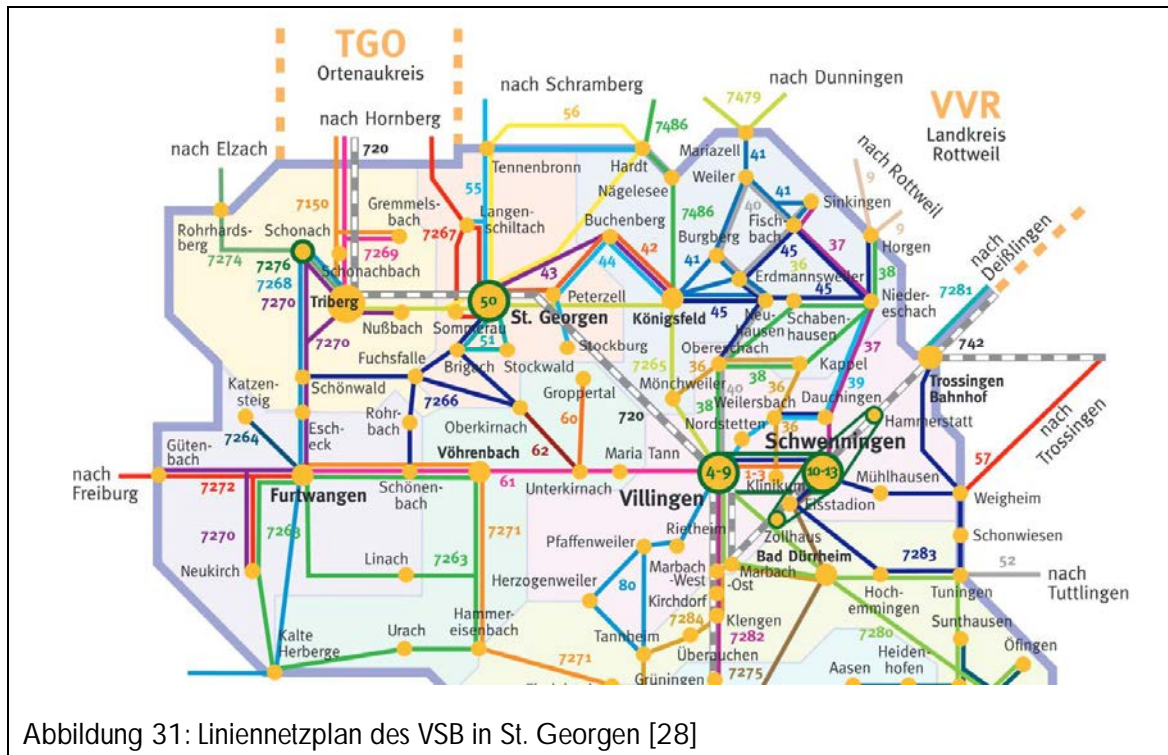 TGO
Ortenaukreis
nach Schramberg
nach Dunningen
VVR
Landkreis
Rottweil
nach Hornberg
nach Elzach
nach Rottweil
nach
Deißlingen
720
56
7486
7479
9
9
Tennenbronn
Hardt
Mariazell
41
Weiler
Nägelesee
55
7150
Gremmels-
bach
7267
Langen-
schiltach
Buchenberg
7486
40
41
Sinkingen
Fisch-
bach
Rohrhards-
berg
Schonach
7274
7276
7268
7270
Schonachbach
7269
43
44
42
Burgberg
41
45
36
37
Horgen
38
Erdmannsweiler
45
7281
Triberg
50
St. Georgen
Peterzell
Königsfeld
45
Neu-
hausen
Schaben-
hausen
Nieder-
eschach
742
Nußbach
Sommerau
51
Stockburg
7270
Fuchsfalle
Brigach
Stockwald
7265
Obereschach
36
38
Kappel
37
39
Trossingen
Bahnhof
Katzen-
steig
Schönwald
Groppertal
Mönchweiler
40
38
Weilersbach
36
Dauchingen
7266
Rohr-
bach
Oberkirnach
60
720
Nordstetten
36
Hammerstatt
nach
Trossingen
7264
Esch-
eck
62
Schwenningen
Gütenbach
Vöhrenbach
Maria Tann
4-9
1-3
10-13
57
nach
Freiburg
7272
Furtwangen
Schönen-
bach
61
Unterkirnach
Villingen
Klinikum
Eisstadion
Mühlhausen
Weigheim
7270
7263
7271
Rietheim
Zollhaus
Schonwiesen
Pfaffenweiler
Marbach
-West
-Ost
Marbach
Bad Dürrheim
7283
52
nach
Tuttlingen
Neukirch
Linach
7263
Herzogenweiler
80
Kirchdorf
Hoch-
emmingen
Tuningen
Hammer-
eisenbach
Klengen
7284
7282
Sunthausen
Kalte
Herberge
Urach
Tannheim
Überauchen
7280
Öfingen
7271
Grüningen
7275
Aasen
Heiden-
hofen
Abbildung 31: Liniennetzplan des VSB in St. Georgen [28]